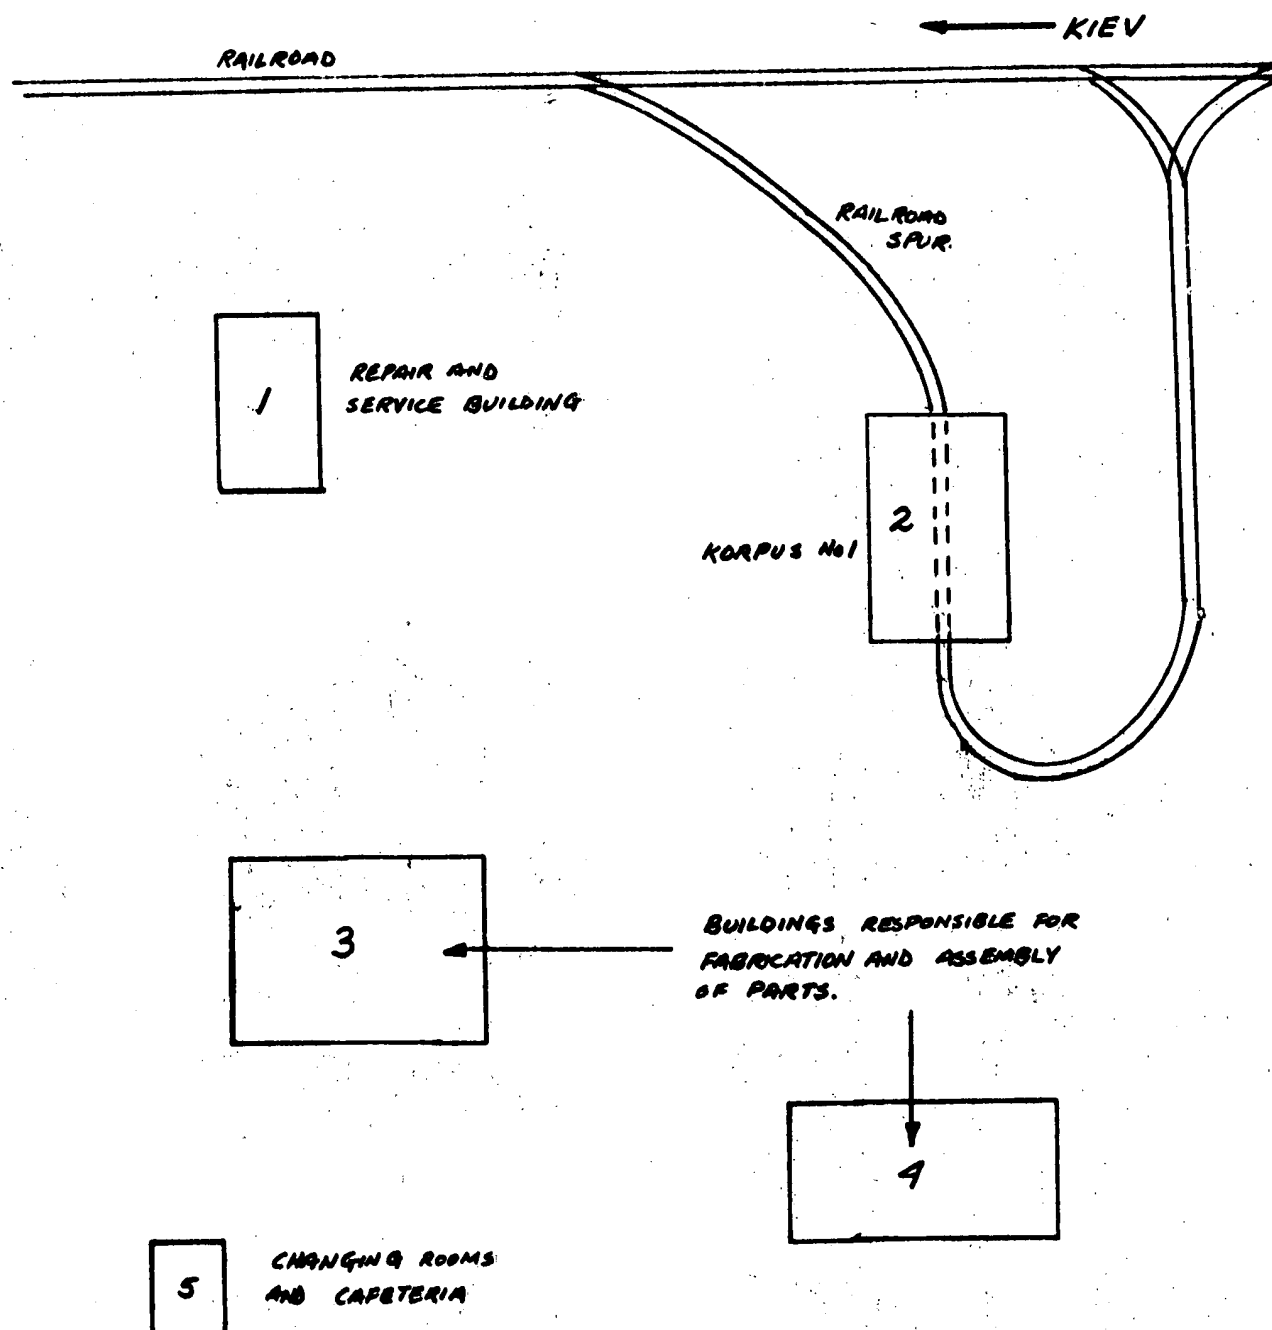 ← KIEV
RAILROAD
RAILROAD
SPUR.
1
REPAIR AND
SERVICE BUILDING
2
KORPUS No1
3
BUILDINGS RESPONSIBLE FOR
FABRICATION AND ASSEMBLY
OF PARTS.
4
5
CHANGING ROOMS
AND CAFETERIA